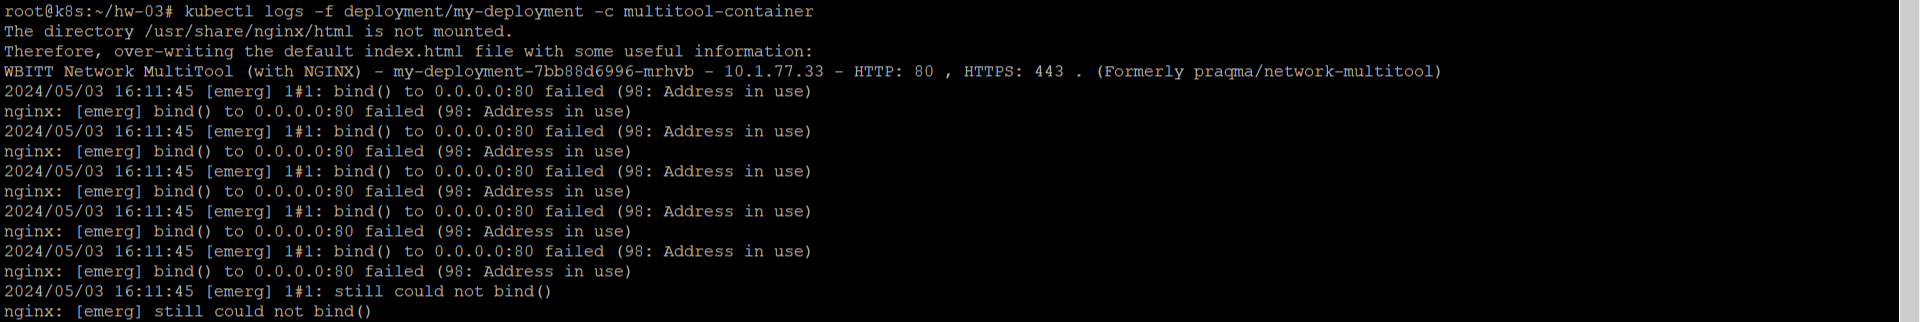 root@k8s:~/hw-03# kubectl logs -f deployment/my-deployment -c multitool-container
The directory /usr/share/nginx/html is not mounted.
Therefore, over-writing the default index.html file with some useful information:
WBITT Network MultiTool (with NGINX) - my-deployment-7bb88d6996-mrhvb - 10.1.77.33 - HTTP: 80 , HTTPS: 443 . (Formerly praqma/network-multitool)
2024/05/03 16:11:45 [emerg] 1#1: bind() to 0.0.0.0:80 failed (98: Address in use)
nginx: [emerg] bind() to 0.0.0.0:80 failed (98: Address in use)
2024/05/03 16:11:45 [emerg] 1#1: bind() to 0.0.0.0:80 failed (98: Address in use)
nginx: [emerg] bind() to 0.0.0.0:80 failed (98: Address in use)
2024/05/03 16:11:45 [emerg] 1#1: bind() to 0.0.0.0:80 failed (98: Address in use)
nginx: [emerg] bind() to 0.0.0.0:80 failed (98: Address in use)
2024/05/03 16:11:45 [emerg] 1#1: bind() to 0.0.0.0:80 failed (98: Address in use)
nginx: [emerg] bind() to 0.0.0.0:80 failed (98: Address in use)
2024/05/03 16:11:45 [emerg] 1#1: bind() to 0.0.0.0:80 failed (98: Address in use)
nginx: [emerg] bind() to 0.0.0.0:80 failed (98: Address in use)
2024/05/03 16:11:45 [emerg] 1#1: still could not bind()
nginx: [emerg] still could not bind()